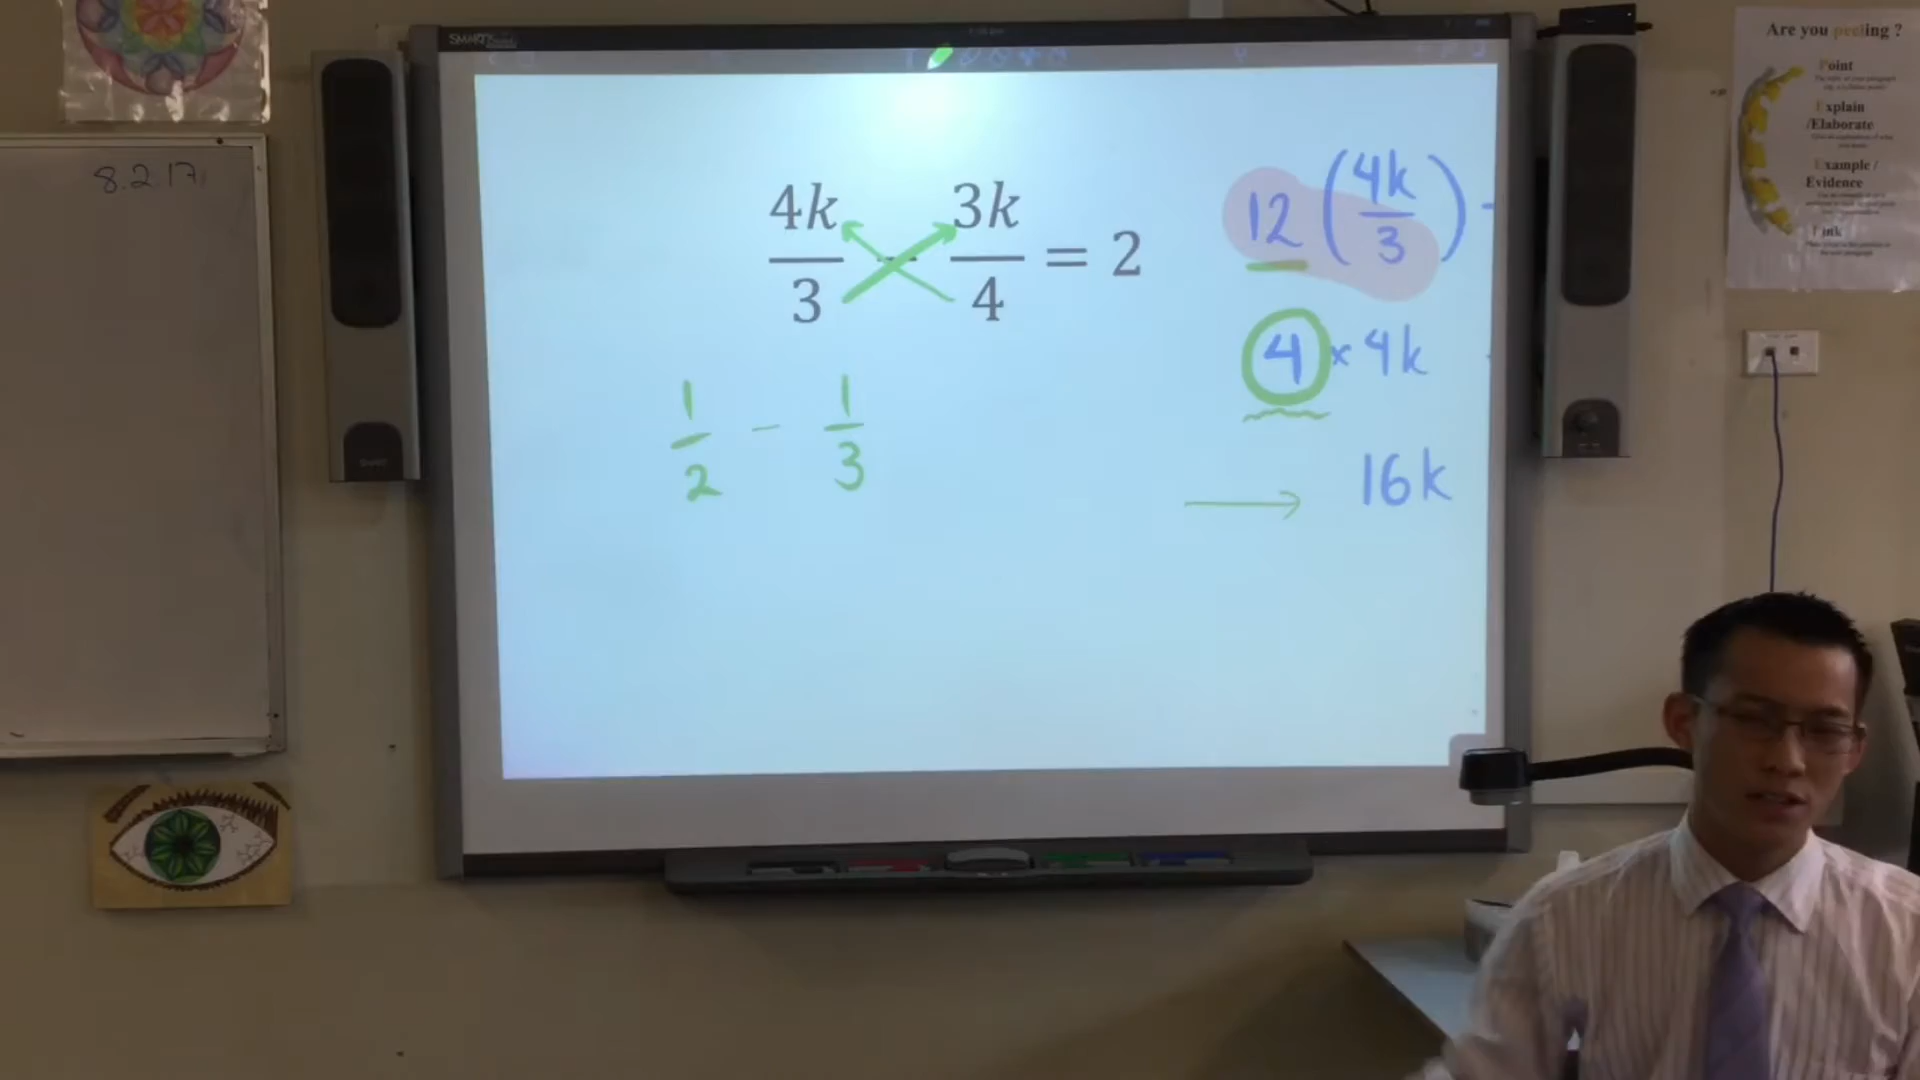 SMART
8.2.17
4k/3 - 3k/4 = 2
1/2 - 1/3
12 (4k/3) -
4 × 4k
→ 16k
Are you peeling ?
Point
Explain
/Elaborate
Example /
Evidence
Link